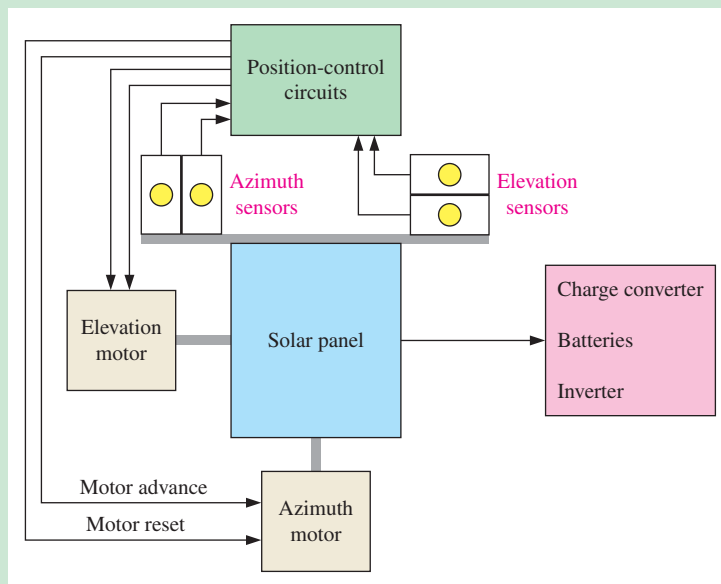 Position-control
circuits
Azimuth
sensors
Elevation
sensors
Elevation
motor
Solar panel
Charge converter
Batteries
Inverter
Motor advance
Motor reset
Azimuth
motor